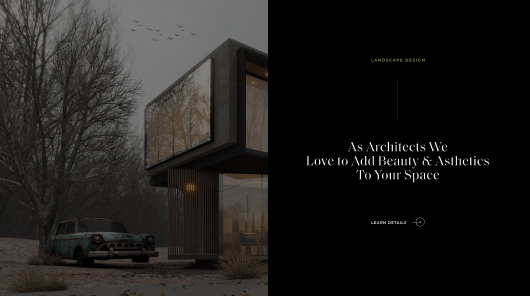 LANDSCAPE DESIGN
As Architects We
Love to Add Beauty & Asthetics
To Your Space
LEARN DETAILS